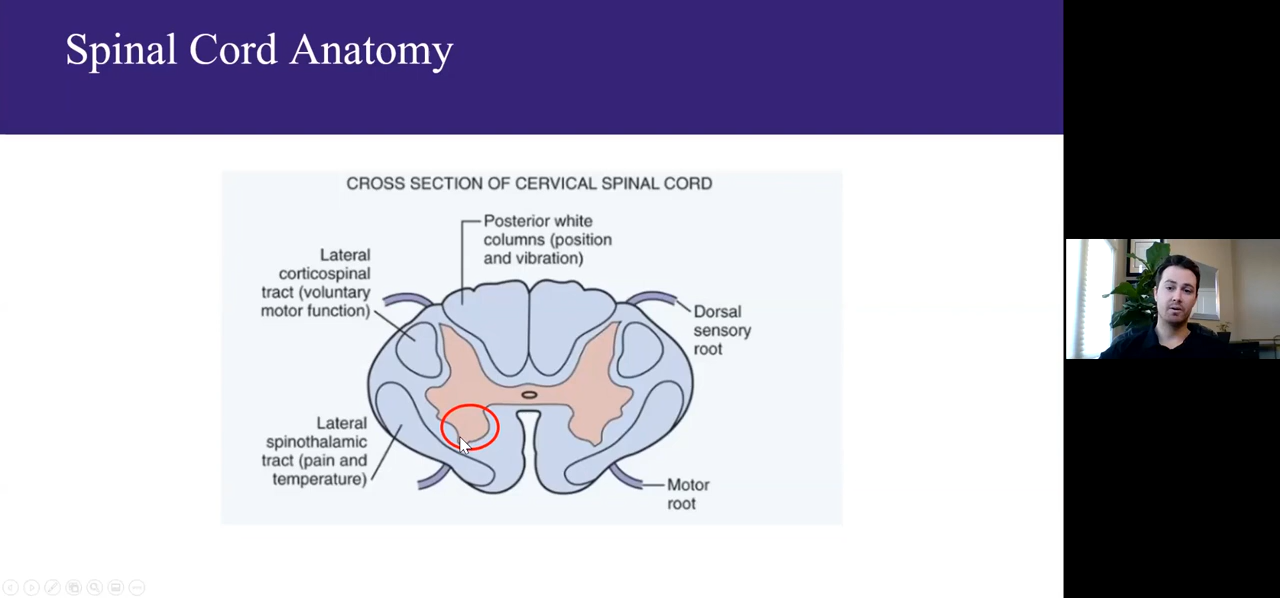 Spinal Cord Anatomy
CROSS SECTION OF CERVICAL SPINAL CORD
Posterior white
columns (position
and vibration)
Lateral
corticospinal
tract (voluntary
motor function)
Dorsal
sensory
root
Lateral
spinothalamic
tract (pain and
temperature)
Motor
root